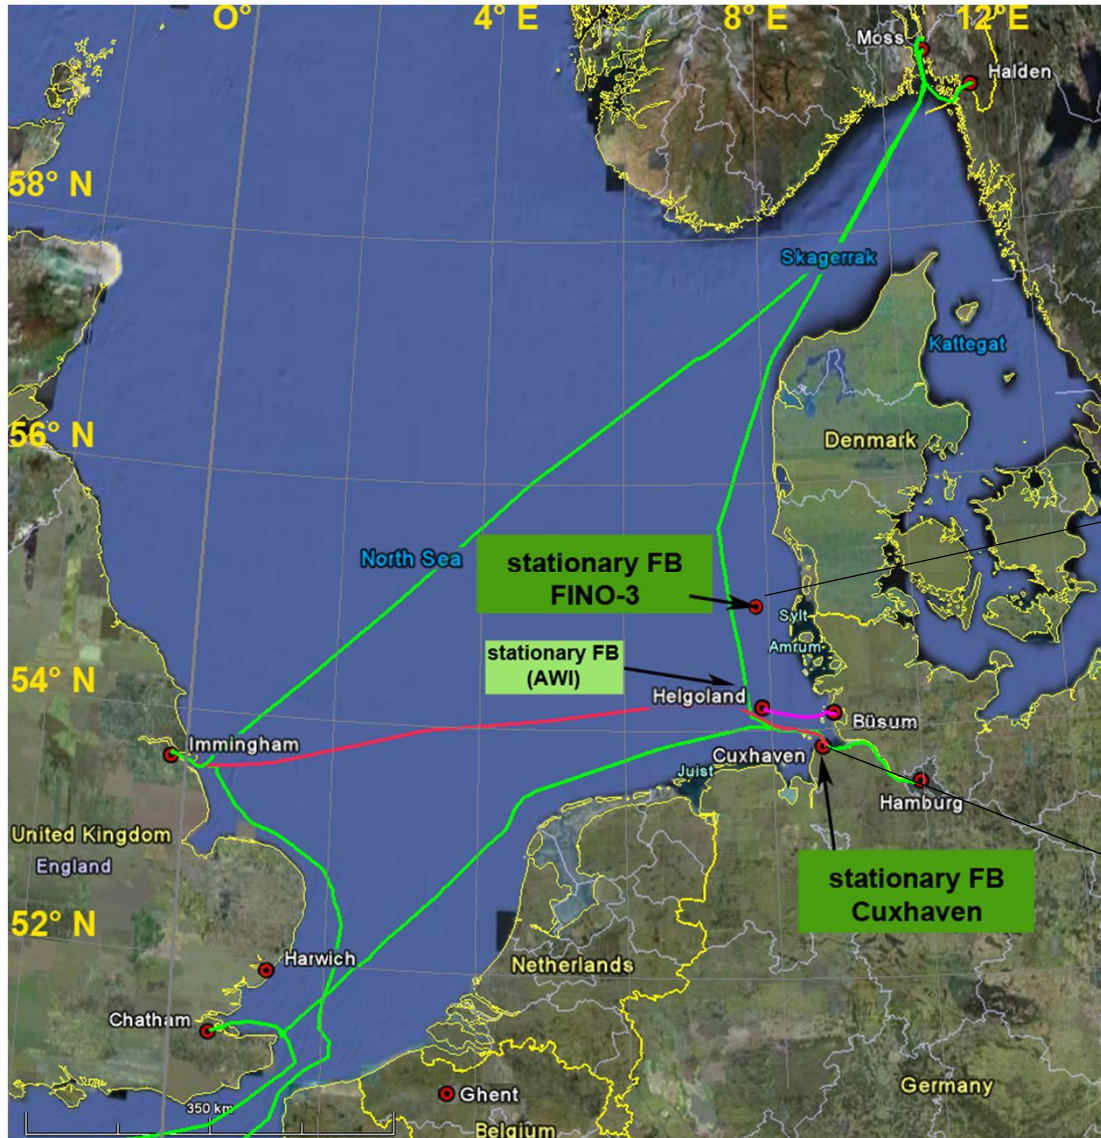 O°
4° E
8° E
12°E
Moss
Halden
58° N
Skagerrak
Kattegat
56° N
Denmark
North Sea
stationary FB
FINO-3
Sylt
Amrum
stationary FB
(AWI)
54° N
Helgoland
Büsum
Immingham
Cuxhaven
Juist
Hamburg
United Kingdom
England
stationary FB
Cuxhaven
52° N
Harwich
Netherlands
Chatham
Germany
Ghent
350 km
Belgium